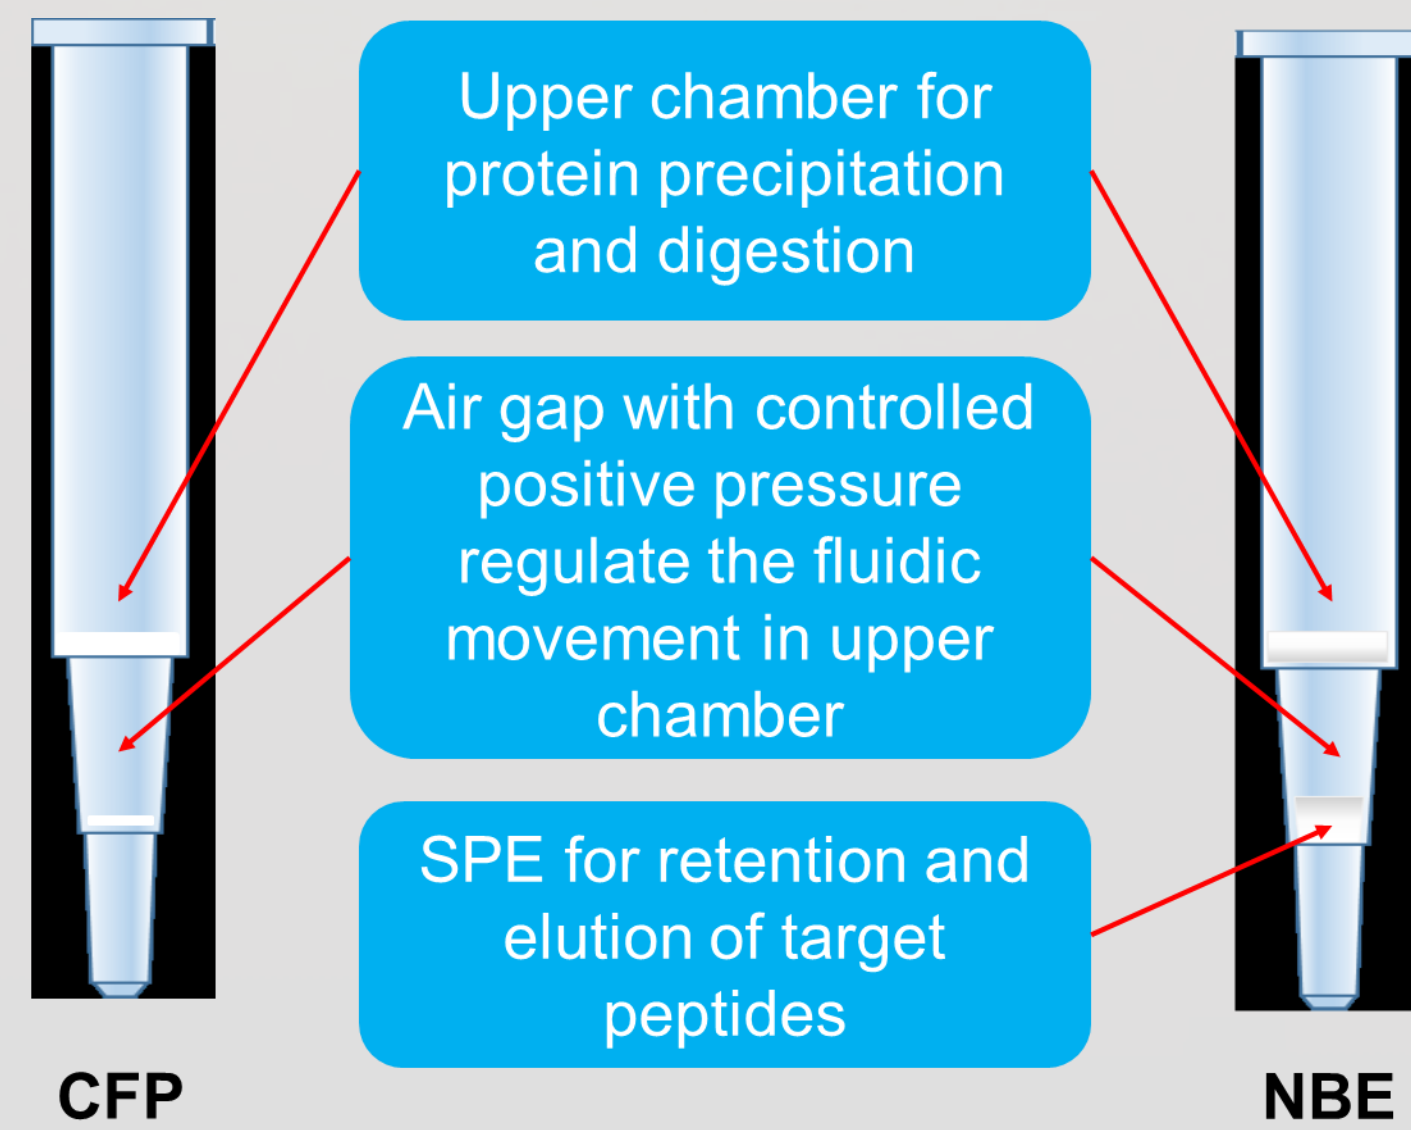 Upper chamber for
protein precipitation
and digestion
Air gap with controlled
positive pressure
regulate the fluidic
movement in upper
chamber
SPE for retention and
elution of target
peptides
CFP
NBE